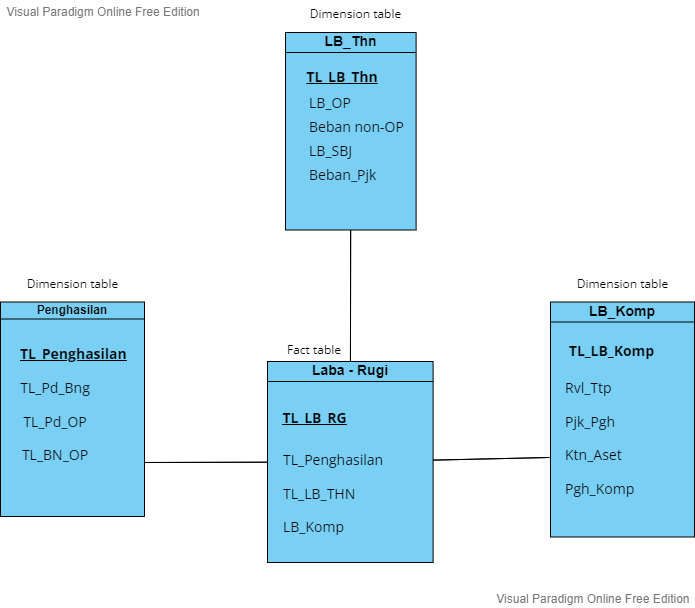 Visual Paradigm Online Free Edition
Dimension table
LB_Thn
TL_LB_Thn
LB_OP
Beban non-OP
LB_SBJ
Beban_Pjk
Dimension table
Penghasilan
TL_Penghasilan
TL_Pd_Bng
TL_Pd_OP
TL_BN_OP
Fact table
Laba - Rugi
TL_LB_RG
TL_Penghasilan
TL_LB_THN
LB_Komp
Dimension table
LB_Komp
TL_LB_Komp
Rvl_Ttp
Pjk_Pgh
Ktn_Aset
Pgh_Komp
Visual Paradigm Online Free Edition